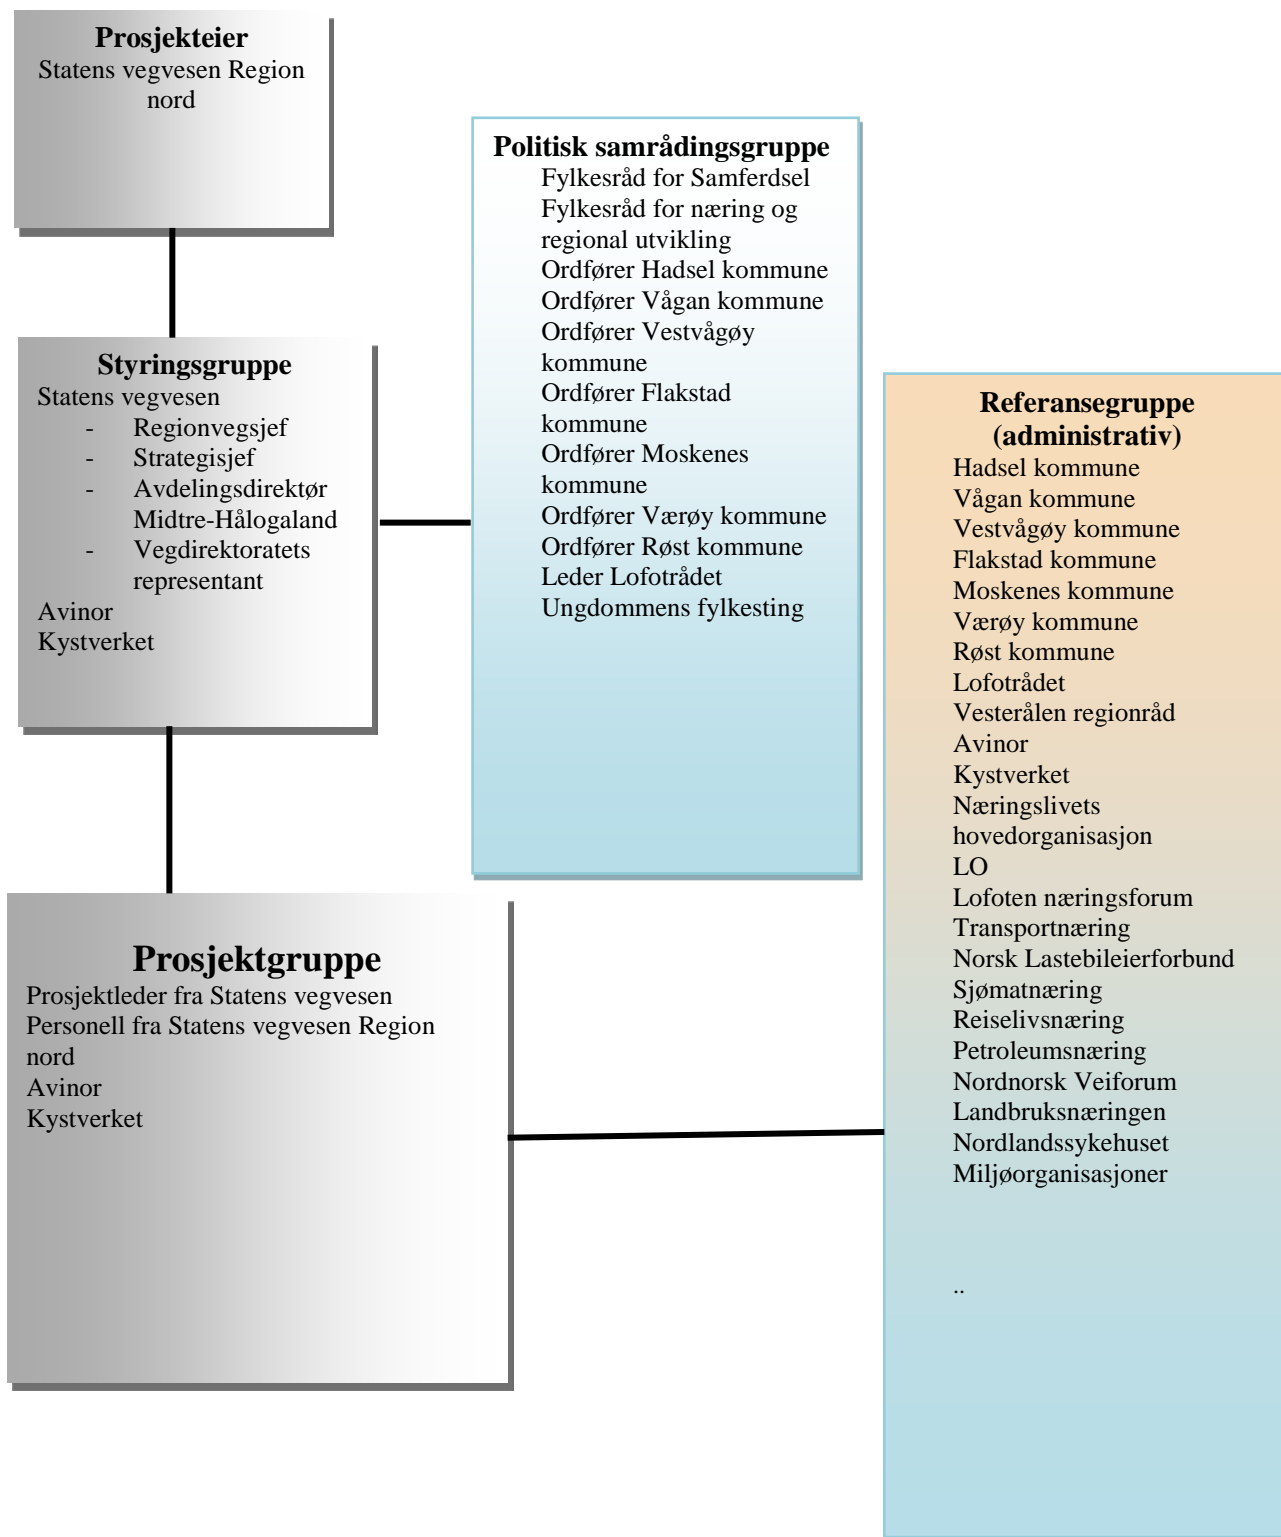 Prosjekteier
Statens vegvesen Region
nord
Politisk samrådingsgruppe
Fylkesråd for Samferdsel
Fylkesråd for næring og
regional utvikling
Ordfører Hadsel kommune
Ordfører Vågan kommune
Ordfører Vestvågøy
kommune
Ordfører Flakstad
kommune
Ordfører Moskenes
kommune
Ordfører Værøy kommune
Ordfører Røst kommune
Leder Lofotrådet
Ungdommens fylkesting
Styringsgruppe
Statens vegvesen
- Regionvegsjef
- Strategisjef
- Avdelingsdirektør
Midtre-Hålogaland
- Vegdirektoratets
representant
Avinor
Kystverket
Referansegruppe
(administrativ)
Hadsel kommune
Vågan kommune
Vestvågøy kommune
Flakstad kommune
Moskenes kommune
Værøy kommune
Røst kommune
Lofotrådet
Vesterålen regionråd
Avinor
Kystverket
Næringslivets
hovedorganisasjon
LO
Lofoten næringsforum
Transportnæring
Norsk Lastebileierforbund
Sjømatnæring
Reiselivsnæring
Petroleumsnæring
Nordnorsk Veiforum
Landbruksnæringen
Nordlandssykehuset
Miljøorganisasjoner
..
Prosjektgruppe
Prosjektleder fra Statens vegvesen
Personell fra Statens vegvesen Region
nord
Avinor
Kystverket